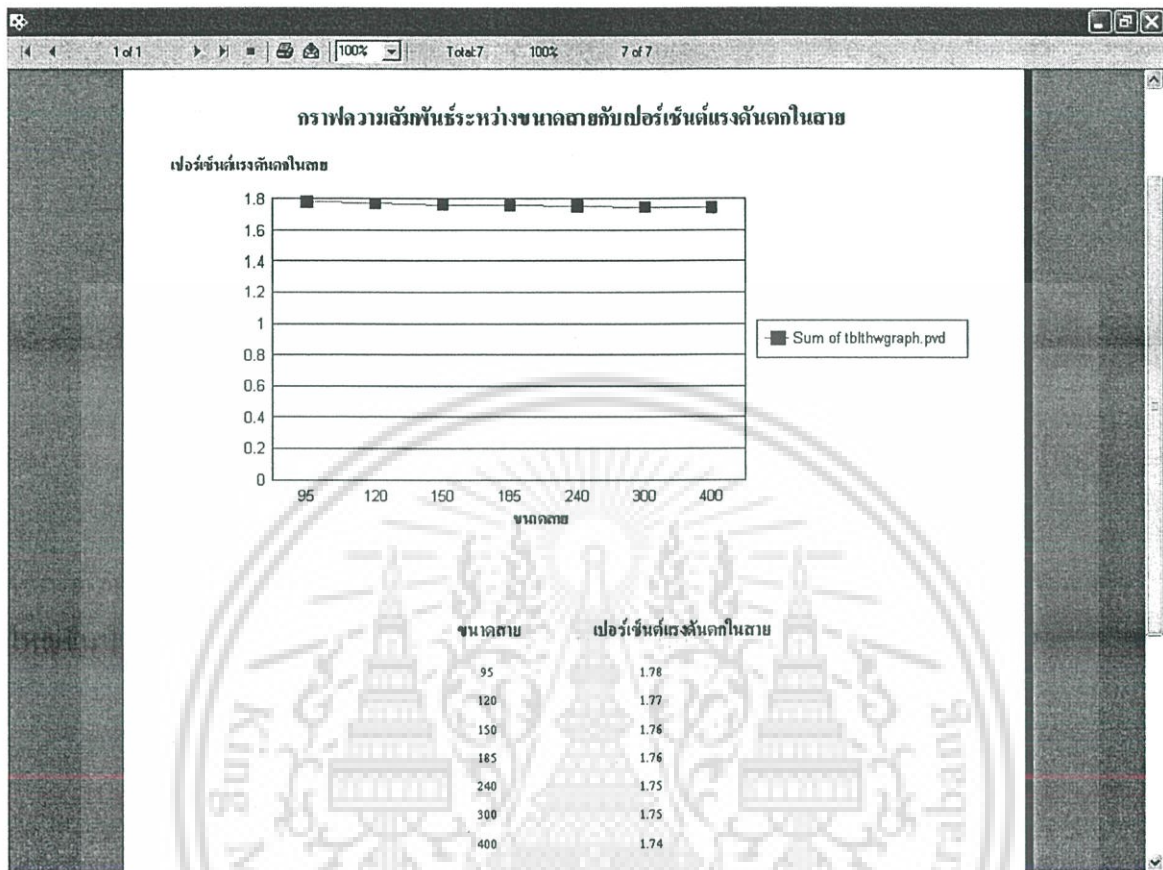 1 of 1 100% Total:7 100% 7 of 7
กราฟความสัมพันธ์ระหว่างขนาดสายกับเปอร์เซ็นต์แรงดันตกในสาย
เปอร์เซ็นต์แรงดันตกในสาย
1.8
1.6
1.4
1.2
1
0.8
0.6
0.4
0.2
0
95 120 150 185 240 300 400
ขนาดสาย
Sum of tblthwgraph.pvd
ขนาดสาย เปอร์เซ็นต์แรงดันตกในสาย
95 1.78
120 1.77
150 1.76
185 1.76
240 1.75
300 1.75
400 1.74
King